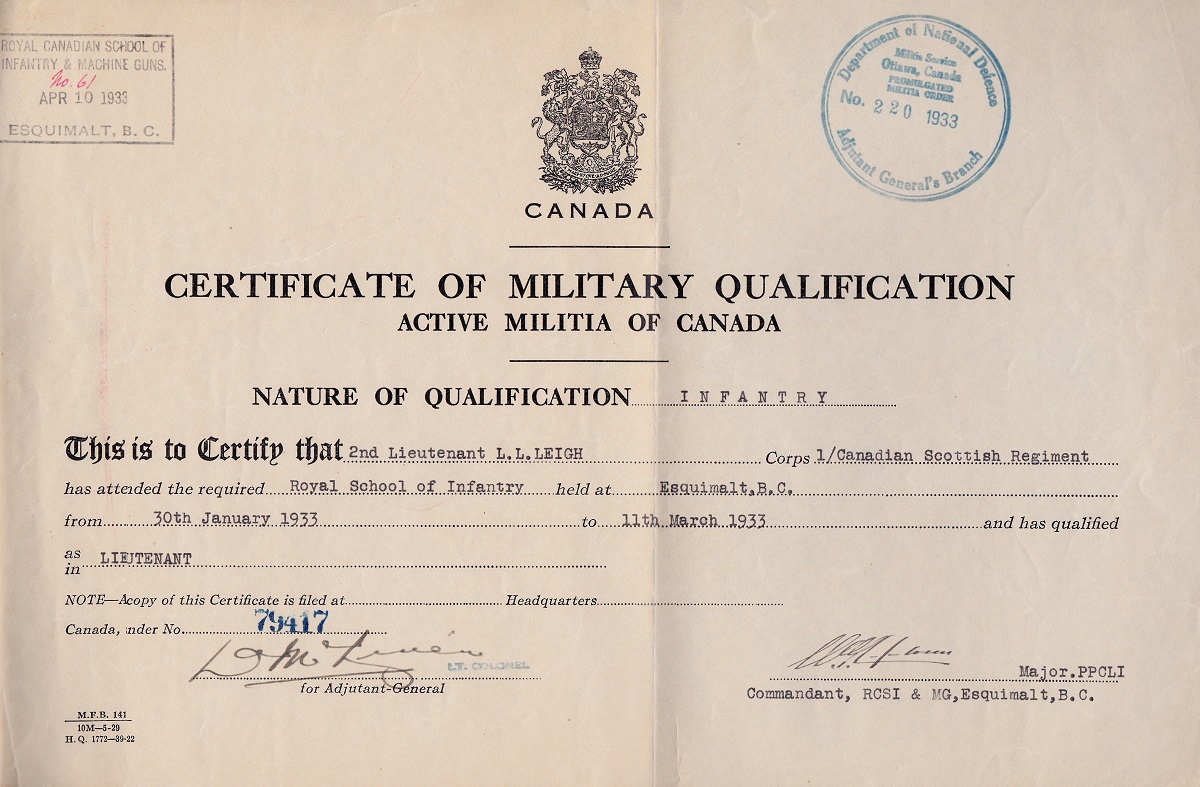 ROYAL CANADIAN SCHOOL OF
INFANTRY & MACHINE GUNS.
No. 61
APR 10 1933
ESQUIMALT, B. C.
Department of National Defence
Militia Service
Ottawa, Canada
PROMULGATED
MILITIA ORDER
No. 220 1933
Adjutant General's Branch
CANADA
CERTIFICATE OF MILITARY QUALIFICATION
ACTIVE MILITIA OF CANADA
NATURE OF QUALIFICATION INFANTRY
This is to Certify that 2nd Lieutenant L.L.LEIGH Corps 1/Canadian Scottish Regiment
has attended the required Royal School of Infantry held at Esquimalt,B.C.
from 30th January 1933 to 11th March 1933 and has qualified
as
in LIEUTENANT
NOTE—A copy of this Certificate is filed at Headquarters
Canada, under No. 79417
LT. COLONEL
for Adjutant-General
Major.PPCLI
Commandant, RCSI & MG,Esquimalt,B.C.
M.F.B. 141
10M—5-29
H.Q. 1772—39-22